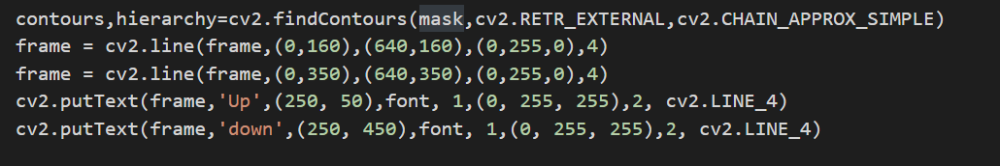 contours,hierarchy=cv2.findContours(mask,cv2.RETR_EXTERNAL,cv2.CHAIN_APPROX_SIMPLE)
frame = cv2.line(frame,(0,160),(640,160),(0,255,0),4)
frame = cv2.line(frame,(0,350),(640,350),(0,255,0),4)
cv2.putText(frame,'Up',(250, 50),font, 1,(0, 255, 255),2, cv2.LINE_4)
cv2.putText(frame,'down',(250, 450),font, 1,(0, 255, 255),2, cv2.LINE_4)